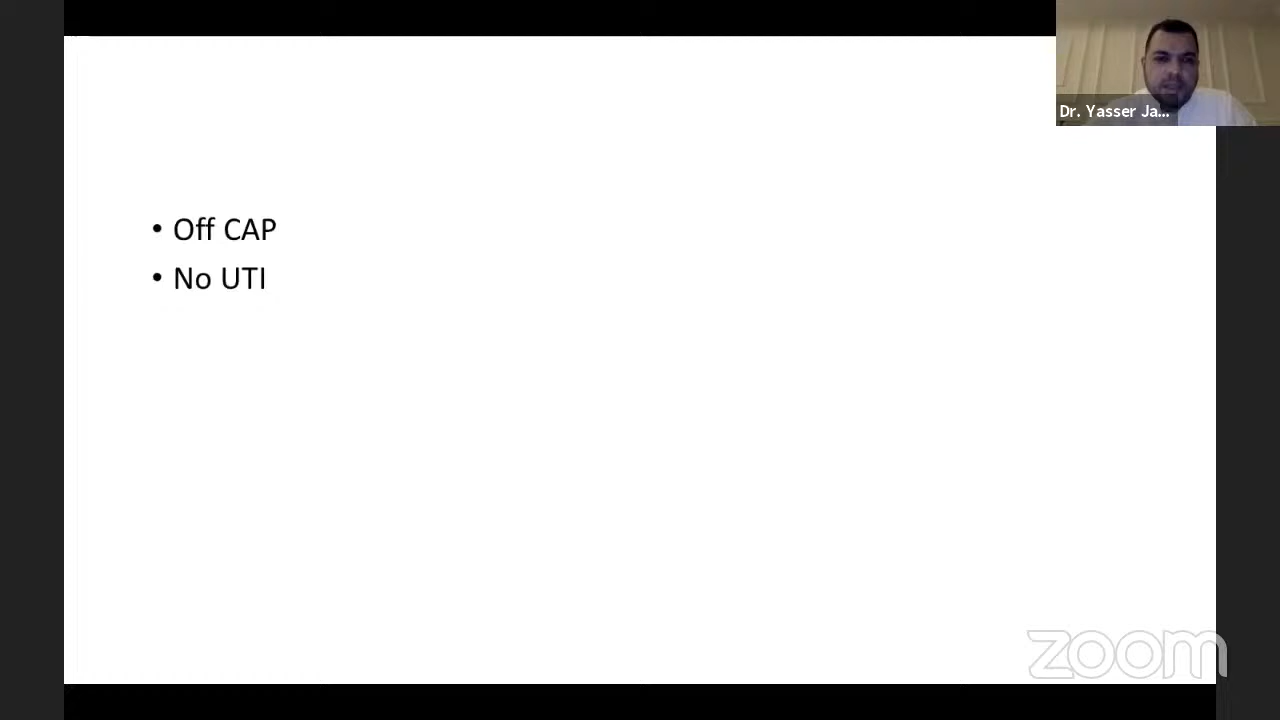 Dr. Yasser Ja...
• Off CAP
• No UTI
zoom